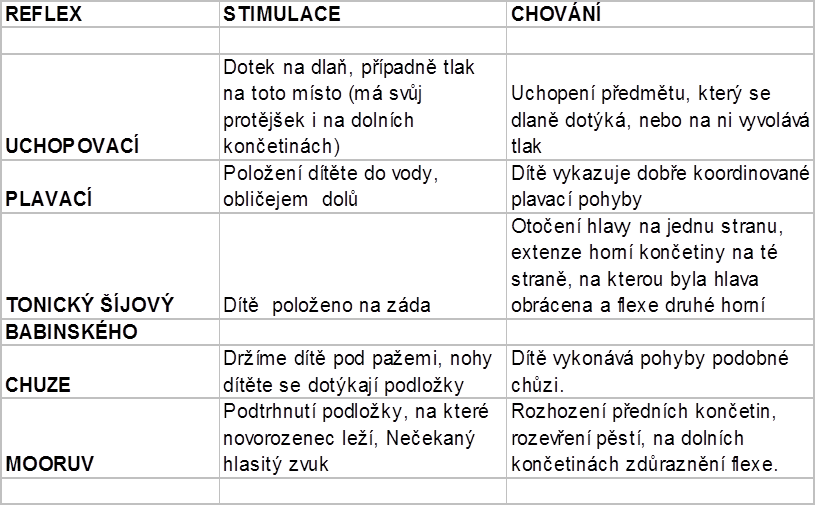 REFLEX STIMULACE CHOVÁNÍ
Dotek na dlaň, případně tlak
na toto místo (má svůj
protějšek i na dolních
končetinách)
Uchopení předmětu, který se
dlaně dotýká, nebo na ni vyvolává
tlak
UCHOPOVACÍ
Položení dítěte do vody,
obličejem  dolů
Dítě vykazuje dobře koordinované
plavací pohyby
PLAVACÍ
Otočení hlavy na jednu stranu,
extenze horní končetiny na té
straně, na kterou byla hlava
obrácena a flexe druhé horní
TONICKÝ ŠÍJOVÝ
Dítě  položeno na záda
BABINSKÉHO
Držíme dítě pod pažemi, nohy
dítěte se dotýkají podložky
Dítě vykonává pohyby podobné
chůzi.
CHUZE
Podtrhnutí podložky, na které
novorozenec leží, Nečekaný
hlasitý zvuk
Rozhození předních končetin,
rozevření pěstí, na dolních
končetinách zdůraznění flexe.
MOORUV